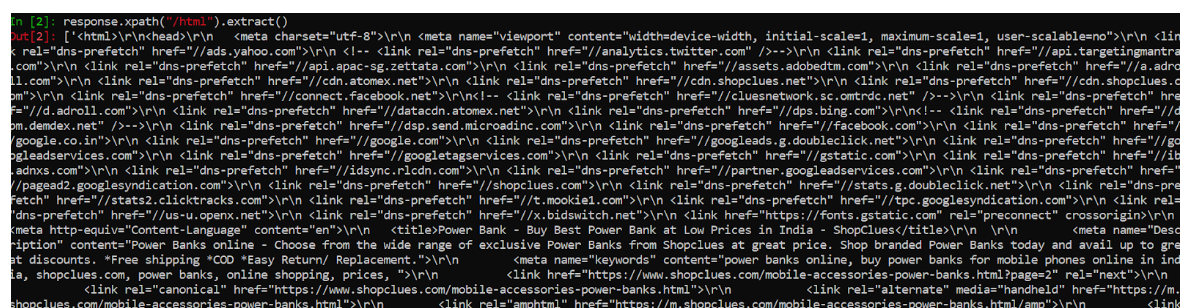 In [2]: response.xpath("/html").extract()
Out[2]: ['<html>\r\n<head>\r\n   <meta charset="utf-8">\r\n <meta name="viewport" content="width=device-width, initial-scale=1, maximum-scale=1, user-scalable=no">\r\n <lin
k rel="dns-prefetch" href="//ads.yahoo.com">\r\n <!-- <link rel="dns-prefetch" href="//analytics.twitter.com" />-->\r\n <link rel="dns-prefetch" href="//api.targetingmantra
.com">\r\n <link rel="dns-prefetch" href="//api.apac-sg.zettata.com">\r\n <link rel="dns-prefetch" href="//assets.adobedtm.com">\r\n <link rel="dns-prefetch" href="//a.adro
ll.com">\r\n <link rel="dns-prefetch" href="//cdn.atomex.net">\r\n <link rel="dns-prefetch" href="//cdn.shopclues.net">\r\n <link rel="dns-prefetch" href="//cdn.shopclues.c
om">\r\n <link rel="dns-prefetch" href="//connect.facebook.net">\r\n<!-- <link rel="dns-prefetch" href="//cluesnetwork.sc.omtrdc.net" />-->\r\n <link rel="dns-prefetch" hre
f="//d.adroll.com">\r\n <link rel="dns-prefetch" href="//datacdn.atomex.net">\r\n <link rel="dns-prefetch" href="//dps.bing.com">\r\n<!-- <link rel="dns-prefetch" href="//d
pm.demdex.net" />-->\r\n <link rel="dns-prefetch" href="//dsp.send.microadinc.com">\r\n <link rel="dns-prefetch" href="//facebook.com">\r\n <link rel="dns-prefetch" href="/
/google.co.in">\r\n <link rel="dns-prefetch" href="//google.com">\r\n <link rel="dns-prefetch" href="//googleads.g.doubleclick.net">\r\n <link rel="dns-prefetch" href="//go
ogleadservices.com">\r\n <link rel="dns-prefetch" href="//googletagservices.com">\r\n <link rel="dns-prefetch" href="//gstatic.com">\r\n <link rel="dns-prefetch" href="//ib
.adnxs.com">\r\n <link rel="dns-prefetch" href="//idsync.rlcdn.com">\r\n <link rel="dns-prefetch" href="//partner.googleadservices.com">\r\n <link rel="dns-prefetch" href="
//pagead2.googlesyndication.com">\r\n <link rel="dns-prefetch" href="//shopclues.com">\r\n <link rel="dns-prefetch" href="//stats.g.doubleclick.net">\r\n <link rel="dns-pre
fetch" href="//stats2.clicktracks.com">\r\n <link rel="dns-prefetch" href="//t.mookie1.com">\r\n <link rel="dns-prefetch" href="//tpc.googlesyndication.com">\r\n <link rel=
"dns-prefetch" href="//us-u.openx.net">\r\n <link rel="dns-prefetch" href="//x.bidswitch.net">\r\n <link href="https://fonts.gstatic.com" rel="preconnect" crossorigin>\r\n
<meta http-equiv="Content-Language" content="en">\r\n   <title>Power Bank - Buy Best Power Bank at Low Prices in India - ShopClues</title>\r\n  \r\n  \r\n      <meta name="Desc
ription" content="Power Banks online - Choose from the wide range of exclusive Power Banks from Shopclues at great price. Shop branded Power Banks today and avail up to gre
at discounts. *Free shipping *COD *Easy Return/ Replacement.">\r\n       <meta name="keywords" content="power banks online, buy power banks for mobile phones online in ind
ia, shopclues.com, power banks, online shopping, prices, ">\r\n          <link href="https://www.shopclues.com/mobile-accessories-power-banks.html?page=2" rel="next">\r\n
<link rel="canonical" href="https://www.shopclues.com/mobile-accessories-power-banks.html">\r\n          <link rel="alternate" media="handheld" href="https://m.
shopclues.com/mobile-accessories-power-banks.html">\r\n         <link rel="amphtml" href="https://m.shopclues.com/mobile-accessories-power-banks.html/amp">\r\n         <link